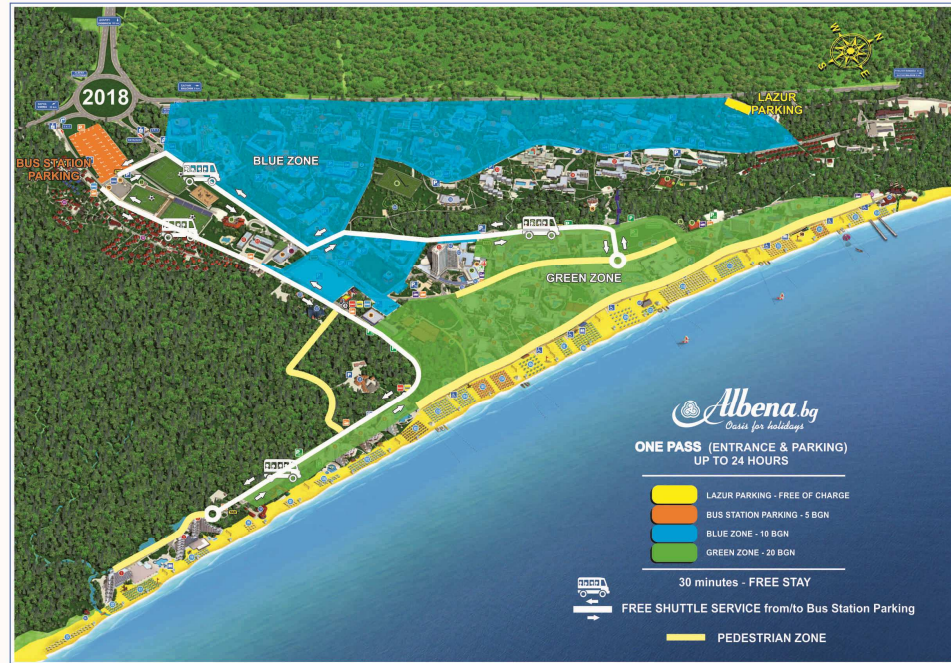 2018
W
N
S
E
LAZUR
PARKING
BUS STATION
PARKING
BLUE ZONE
GREEN ZONE
Albena.bg
Oasis for holidays
ONE PASS (ENTRANCE & PARKING)
UP TO 24 HOURS
LAZUR PARKING - FREE OF CHARGE
BUS STATION PARKING - 5 BGN
BLUE ZONE - 10 BGN
GREEN ZONE - 20 BGN
30 minutes - FREE STAY
FREE SHUTTLE SERVICE from/to Bus Station Parking
PEDESTRIAN ZONE